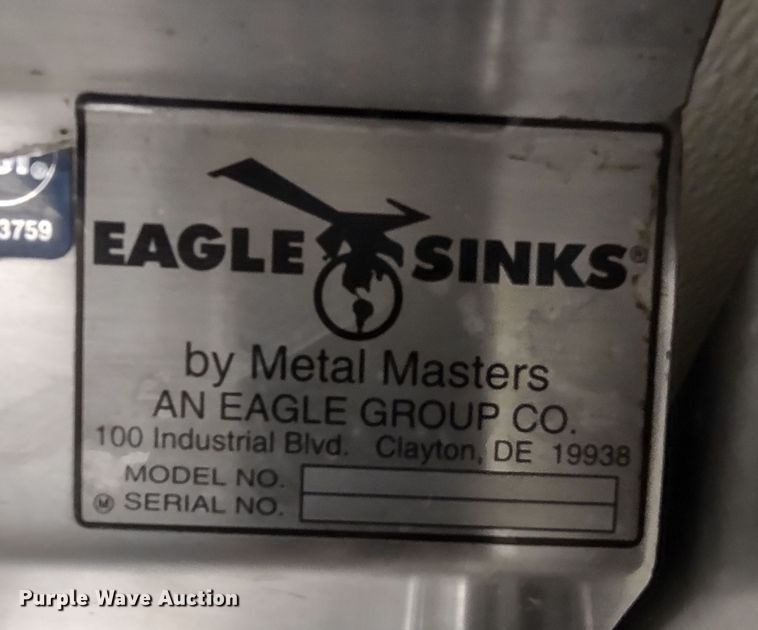 3759
EAGLE SINKS®
by Metal Masters
AN EAGLE GROUP CO.
100 Industrial Blvd. Clayton, DE 19938
MODEL NO.
Ⓜ SERIAL NO.
Purple Wave Auction